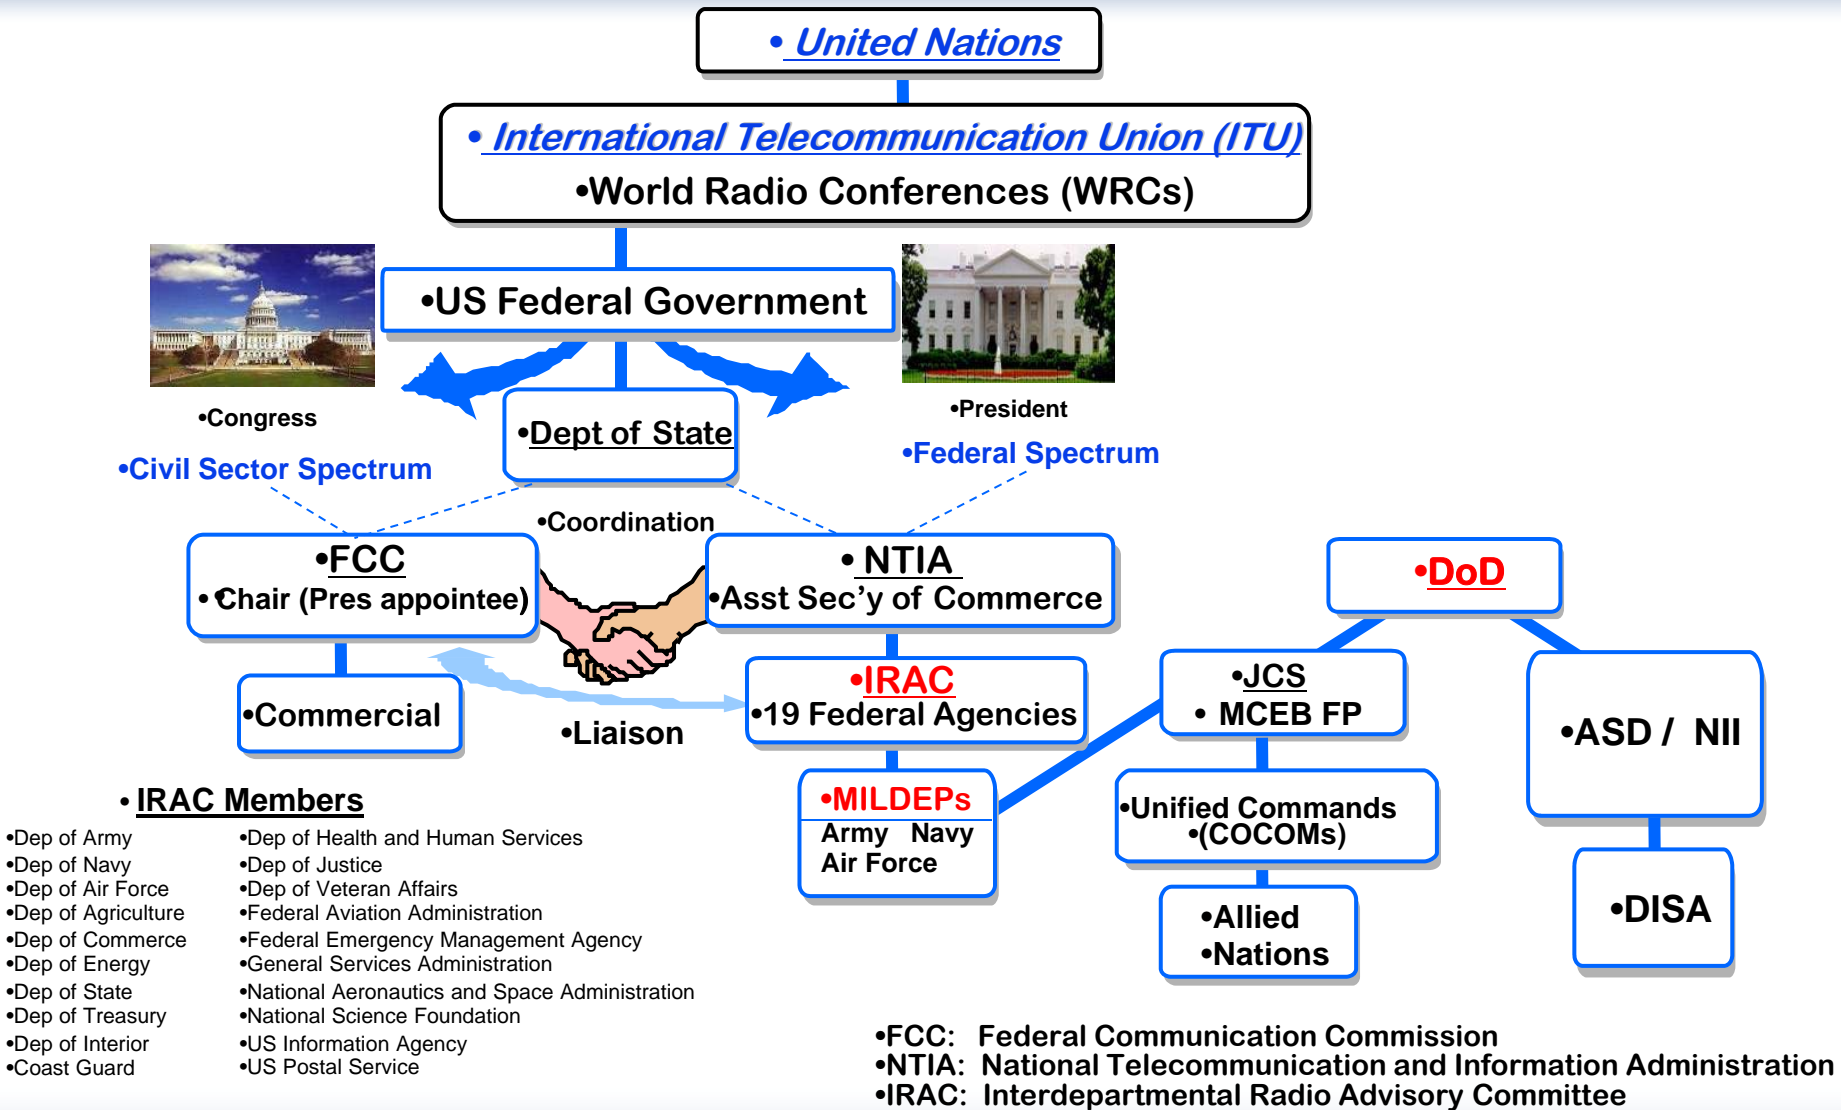 • United Nations
• International Telecommunication Union (ITU)
•World Radio Conferences (WRCs)
•US Federal Government
•Congress
•President
•Dept of State
•Civil Sector Spectrum
•Federal Spectrum
•Coordination
•FCC
• •Chair (Pres appointee)
• NTIA
•Asst Sec’y of Commerce
•DoD
•Commercial
•Liaison
•IRAC
•19 Federal Agencies
•JCS
• MCEB FP
•ASD / NII
•MILDEPs
Army Navy
Air Force
•Unified Commands
•(COCOMs)
•Allied
•Nations
•DISA
• IRAC Members
•Dep of Army
•Dep of Navy
•Dep of Air Force
•Dep of Agriculture
•Dep of Commerce
•Dep of Energy
•Dep of State
•Dep of Treasury
•Dep of Interior
•Coast Guard
•Dep of Health and Human Services
•Dep of Justice
•Dep of Veteran Affairs
•Federal Aviation Administration
•Federal Emergency Management Agency
•General Services Administration
•National Aeronautics and Space Administration
•National Science Foundation
•US Information Agency
•US Postal Service
•FCC: Federal Communication Commission
•NTIA: National Telecommunication and Information Administration
•IRAC: Interdepartmental Radio Advisory Committee